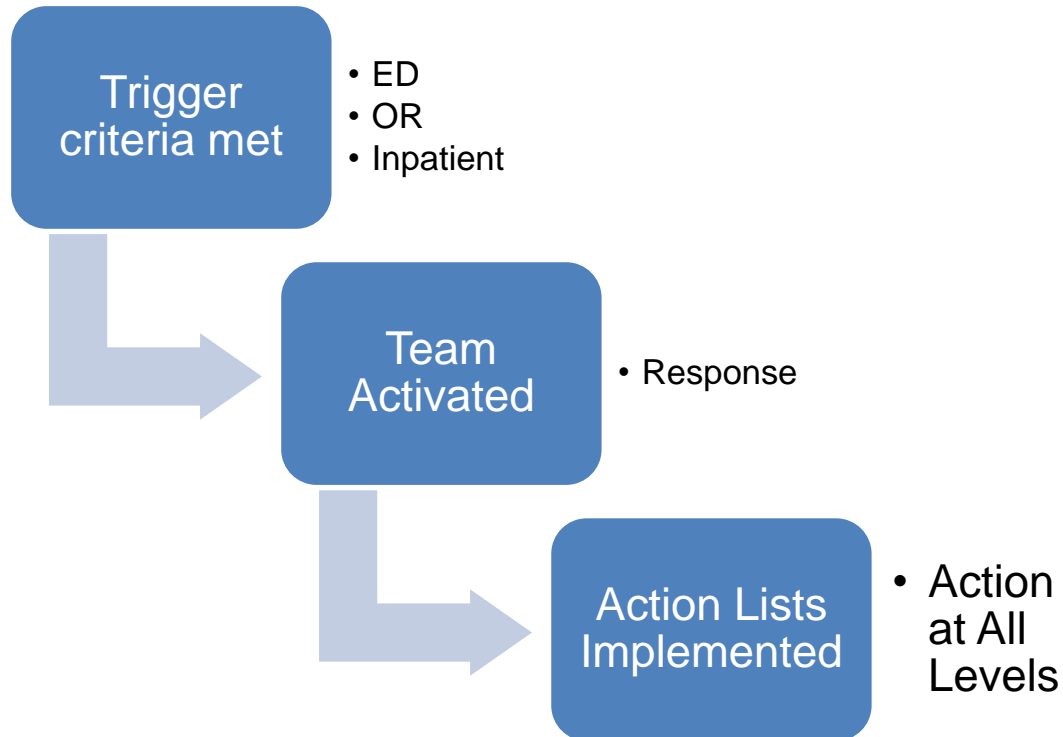 Trigger
criteria met
• ED
• OR
• Inpatient
Team
Activated
• Response
Action Lists
Implemented
• Action
at All
Levels